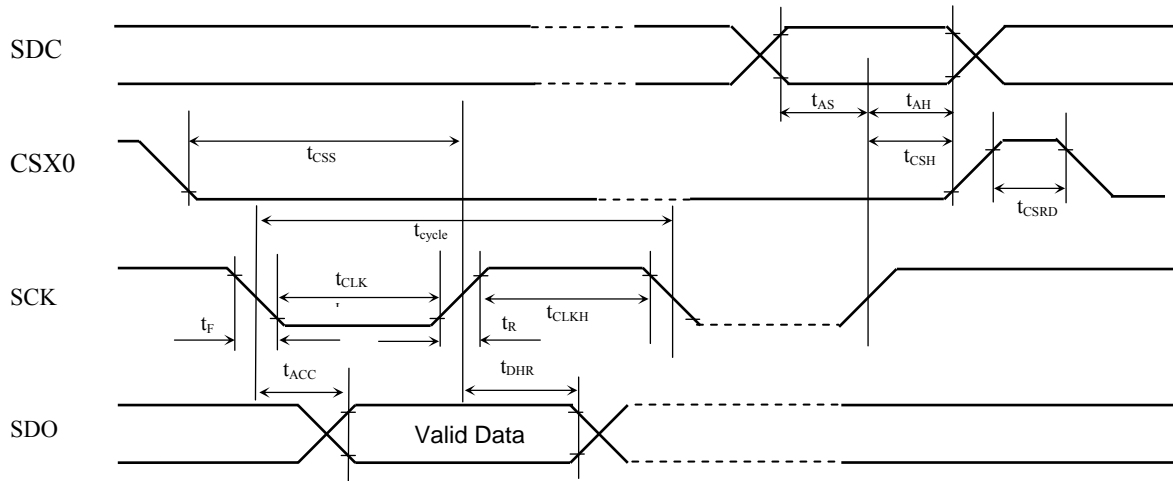 SDC
tAS
tAH
CSX0
tCSS
tCSH
tCSRD
tcycle
SCK
tCLK
tCLKH
tF
tR
tACC
tDHR
SDO
Valid Data